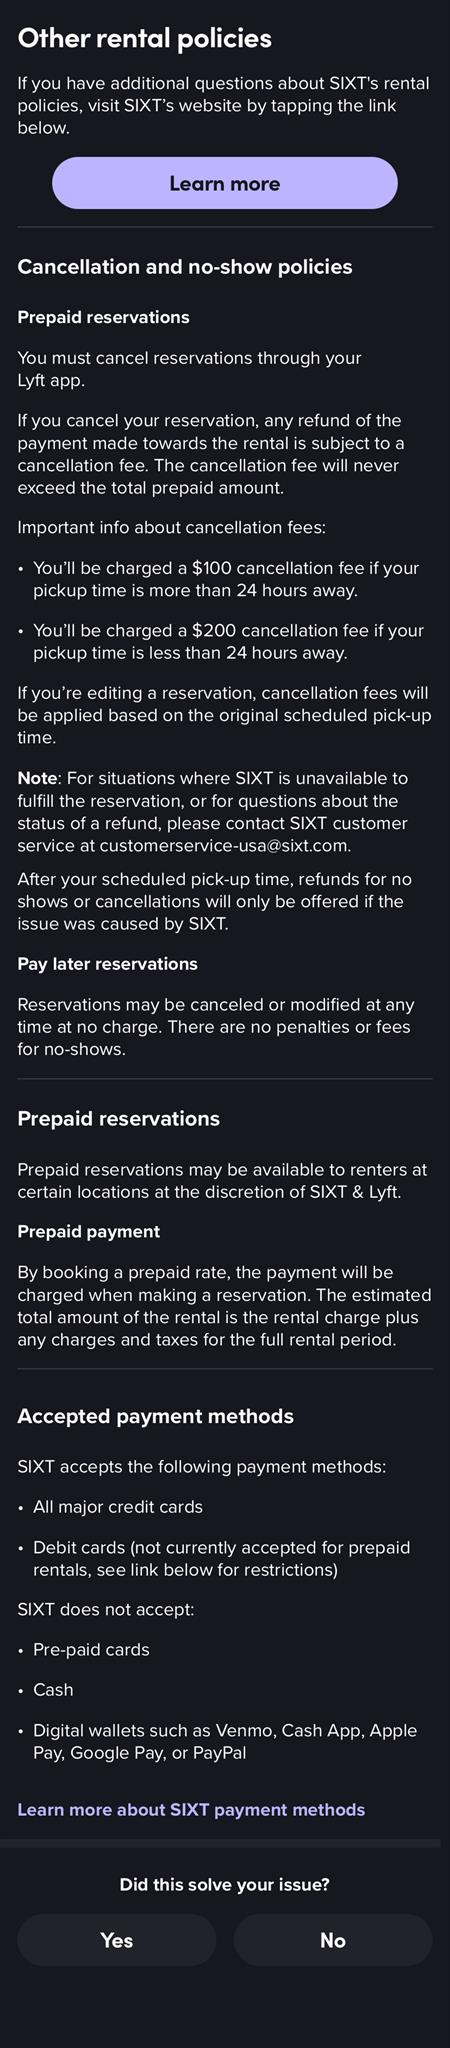 Other rental policies
If you have additional questions about SIXT's rental
policies, visit SIXT’s website by tapping the link
below.
Learn more
Cancellation and no-show policies
Prepaid reservations
You must cancel reservations through your
Lyft app.
If you cancel your reservation, any refund of the
payment made towards the rental is subject to a
cancellation fee. The cancellation fee will never
exceed the total prepaid amount.
Important info about cancellation fees:
• You’ll be charged a $100 cancellation fee if your
pickup time is more than 24 hours away.
• You’ll be charged a $200 cancellation fee if your
pickup time is less than 24 hours away.
If you’re editing a reservation, cancellation fees will
be applied based on the original scheduled pick-up
time.
Note: For situations where SIXT is unavailable to
fulfill the reservation, or for questions about the
status of a refund, please contact SIXT customer
service at customerservice-usa@sixt.com.
After your scheduled pick-up time, refunds for no
shows or cancellations will only be offered if the
issue was caused by SIXT.
Pay later reservations
Reservations may be canceled or modified at any
time at no charge. There are no penalties or fees
for no-shows.
Prepaid reservations
Prepaid reservations may be available to renters at
certain locations at the discretion of SIXT & Lyft.
Prepaid payment
By booking a prepaid rate, the payment will be
charged when making a reservation. The estimated
total amount of the rental is the rental charge plus
any charges and taxes for the full rental period.
Accepted payment methods
SIXT accepts the following payment methods:
• All major credit cards
• Debit cards (not currently accepted for prepaid
rentals, see link below for restrictions)
SIXT does not accept:
• Pre-paid cards
• Cash
• Digital wallets such as Venmo, Cash App, Apple
Pay, Google Pay, or PayPal
Learn more about SIXT payment methods
Did this solve your issue?
Yes
No